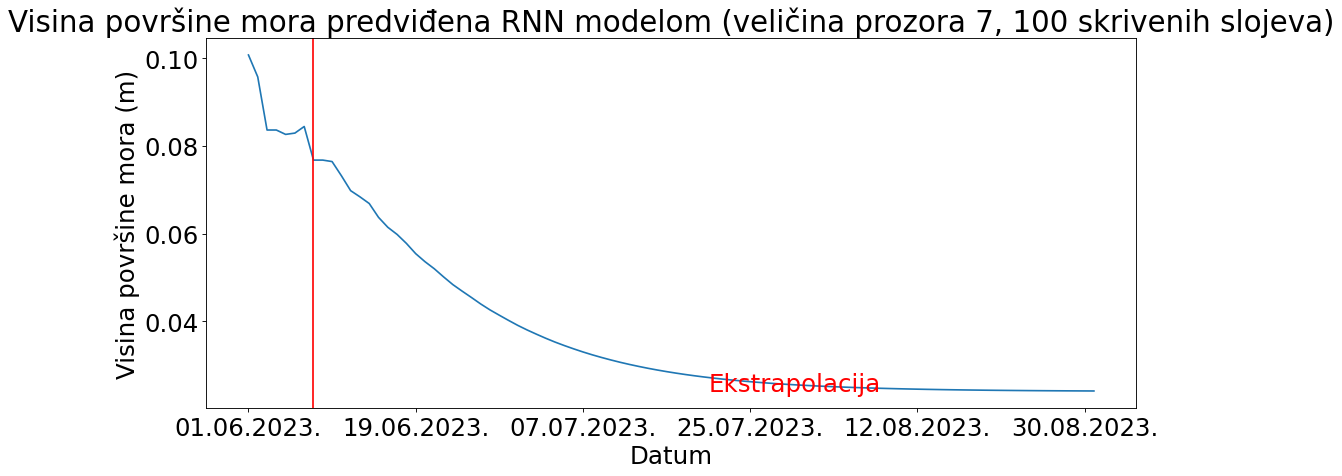 Visina površine mora predviđena RNN modelom (veličina prozora 7, 100 skrivenih slojeva)
Visina površine mora (m)
0.10
0.08
0.06
0.04
Ekstrapolacija
01.06.2023. 19.06.2023. 07.07.2023. 25.07.2023. 12.08.2023. 30.08.2023.
Datum